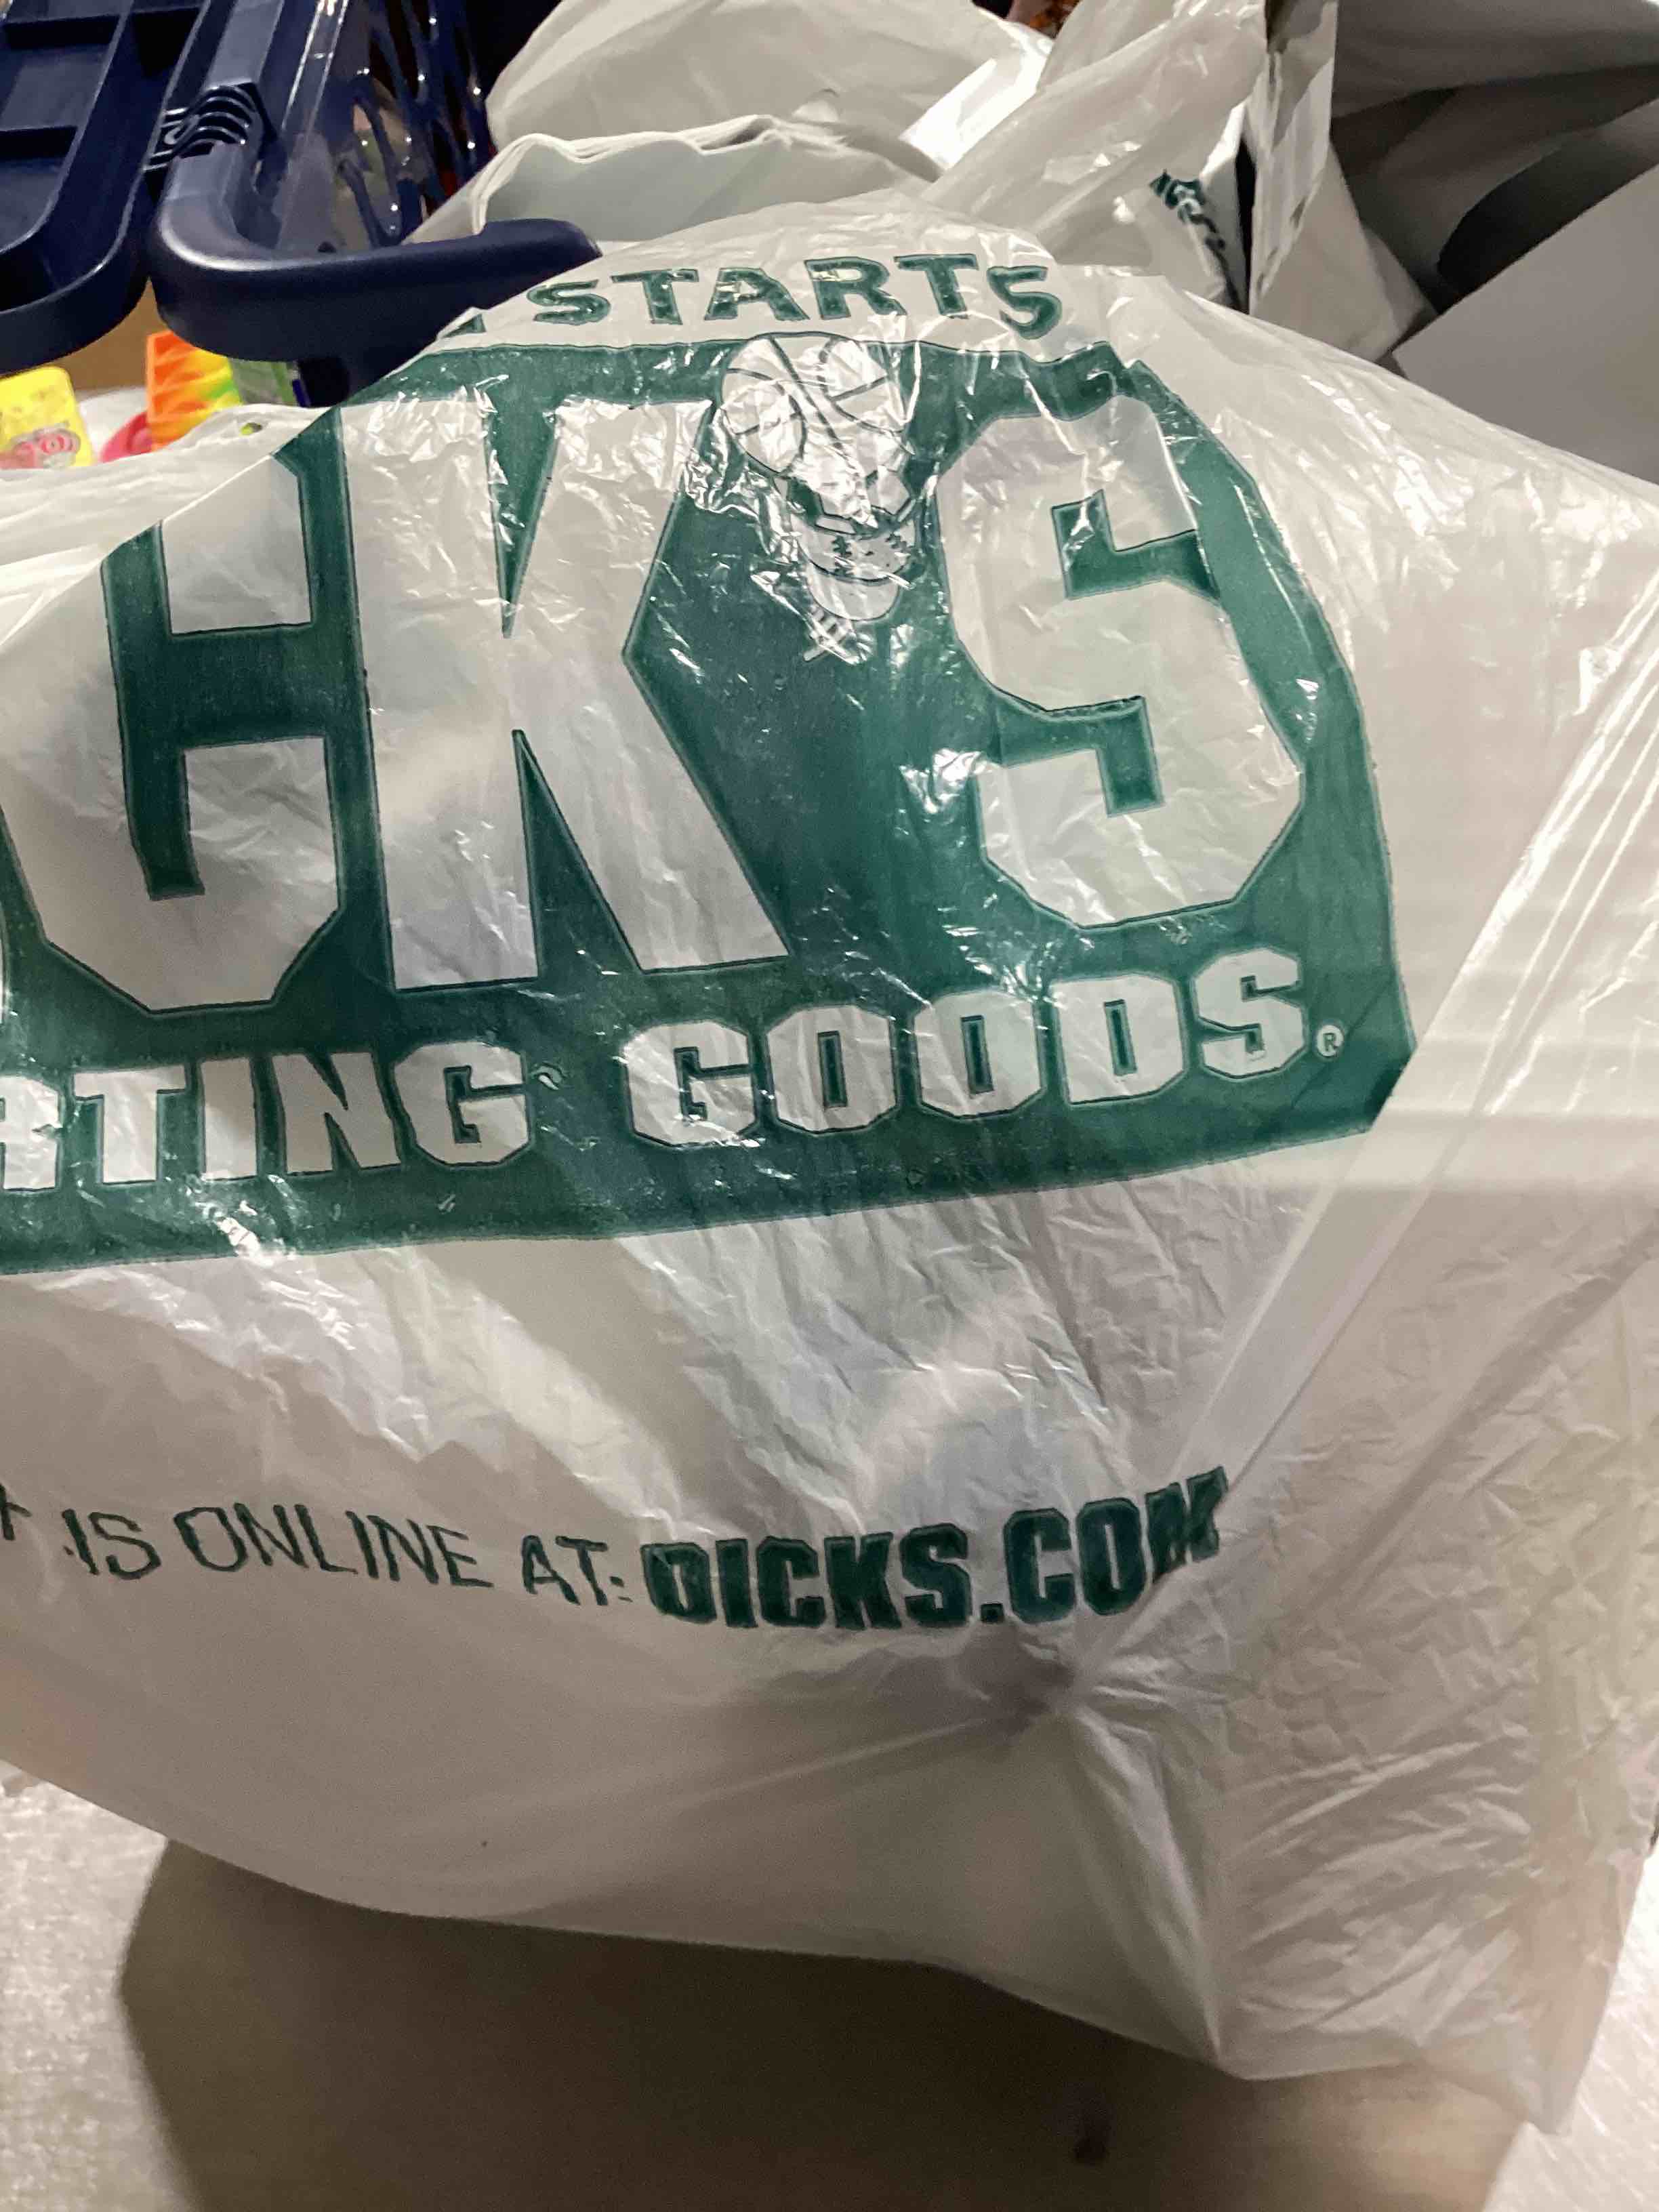 STARTS
CK'S
RTING GOODS®
IS ONLINE AT: DICKS.COM